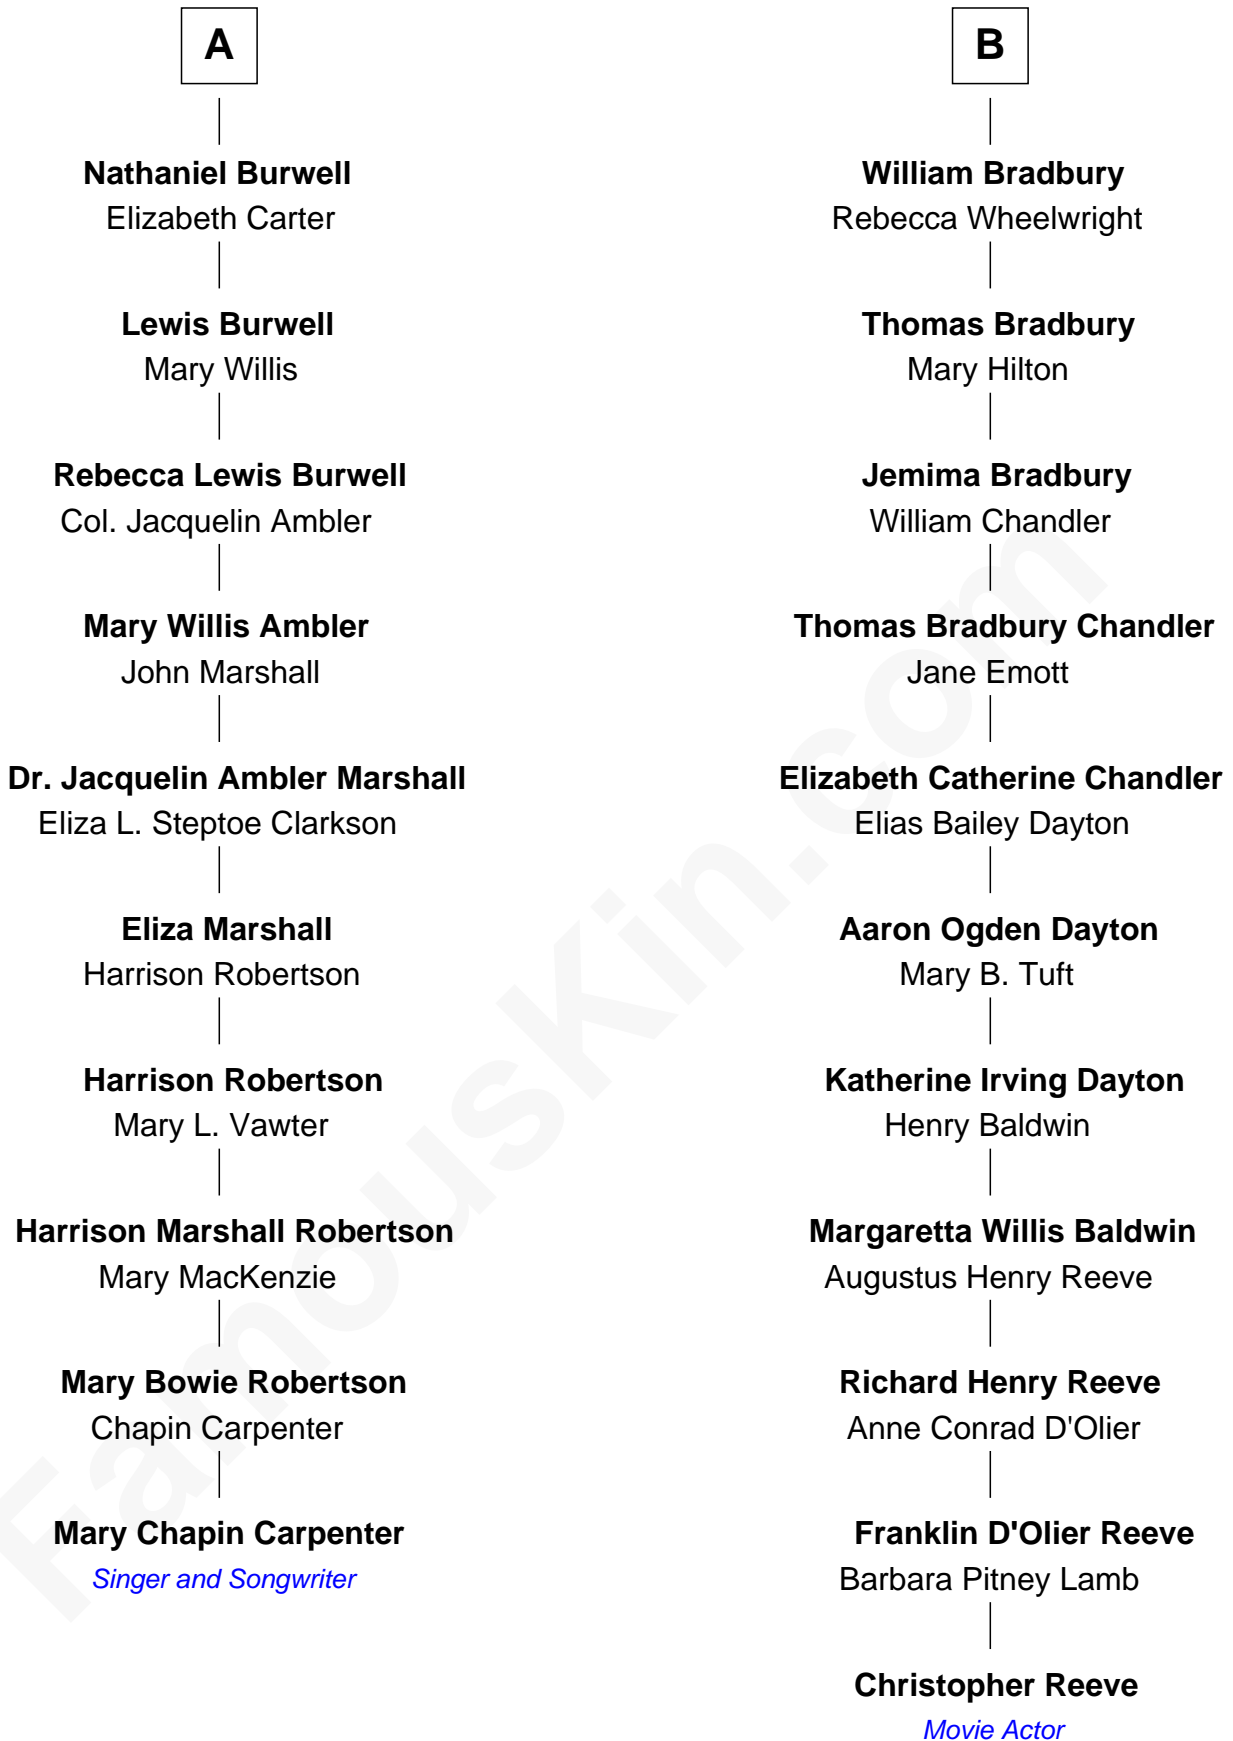 A
Nathaniel Burwell
Elizabeth Carter
Lewis Burwell
Mary Willis
Rebecca Lewis Burwell
Col. Jacquelin Ambler
Mary Willis Ambler
John Marshall
Dr. Jacquelin Ambler Marshall
Eliza L. Steptoe Clarkson
Eliza Marshall
Harrison Robertson
Harrison Robertson
Mary L. Vawter
Harrison Marshall Robertson
Mary MacKenzie
Mary Bowie Robertson
Chapin Carpenter
Mary Chapin Carpenter
Singer and Songwriter
B
William Bradbury
Rebecca Wheelwright
Thomas Bradbury
Mary Hilton
Jemima Bradbury
William Chandler
Thomas Bradbury Chandler
Jane Emott
Elizabeth Catherine Chandler
Elias Bailey Dayton
Aaron Ogden Dayton
Mary B. Tuft
Katherine Irving Dayton
Henry Baldwin
Margaretta Willis Baldwin
Augustus Henry Reeve
Richard Henry Reeve
Anne Conrad D'Olier
Franklin D'Olier Reeve
Barbara Pitney Lamb
Christopher Reeve
Movie Actor
FamousKin.com